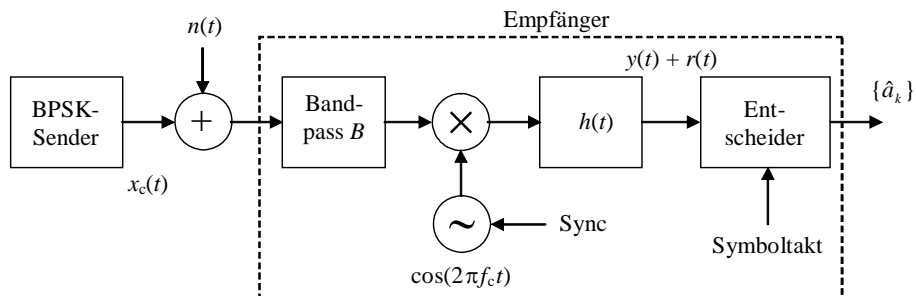 Empfänger
n(t)
y(t) + r(t)
{â_k}
BPSK-
Sender
+
Band-
pass B
×
h(t)
Ent-
scheider
x_c(t)
~
Sync
Symboltakt
cos(2πf_ct)